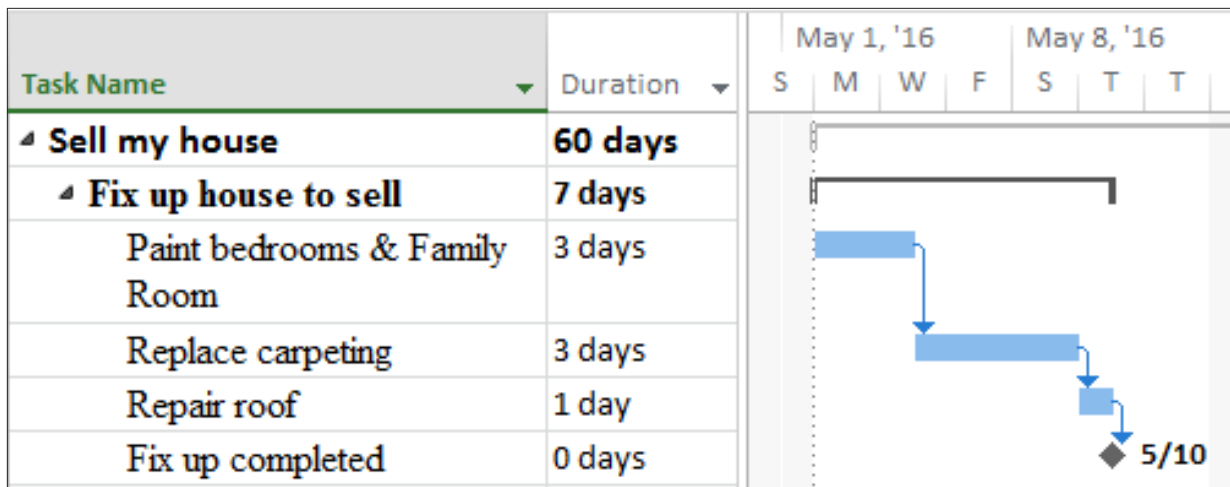 May 1, '16 May 8, '16
Task Name Duration S M W F S T T
Sell my house 60 days
Fix up house to sell 7 days
Paint bedrooms & Family 3 days
Room
Replace carpeting 3 days
Repair roof 1 day
Fix up completed 0 days 5/10